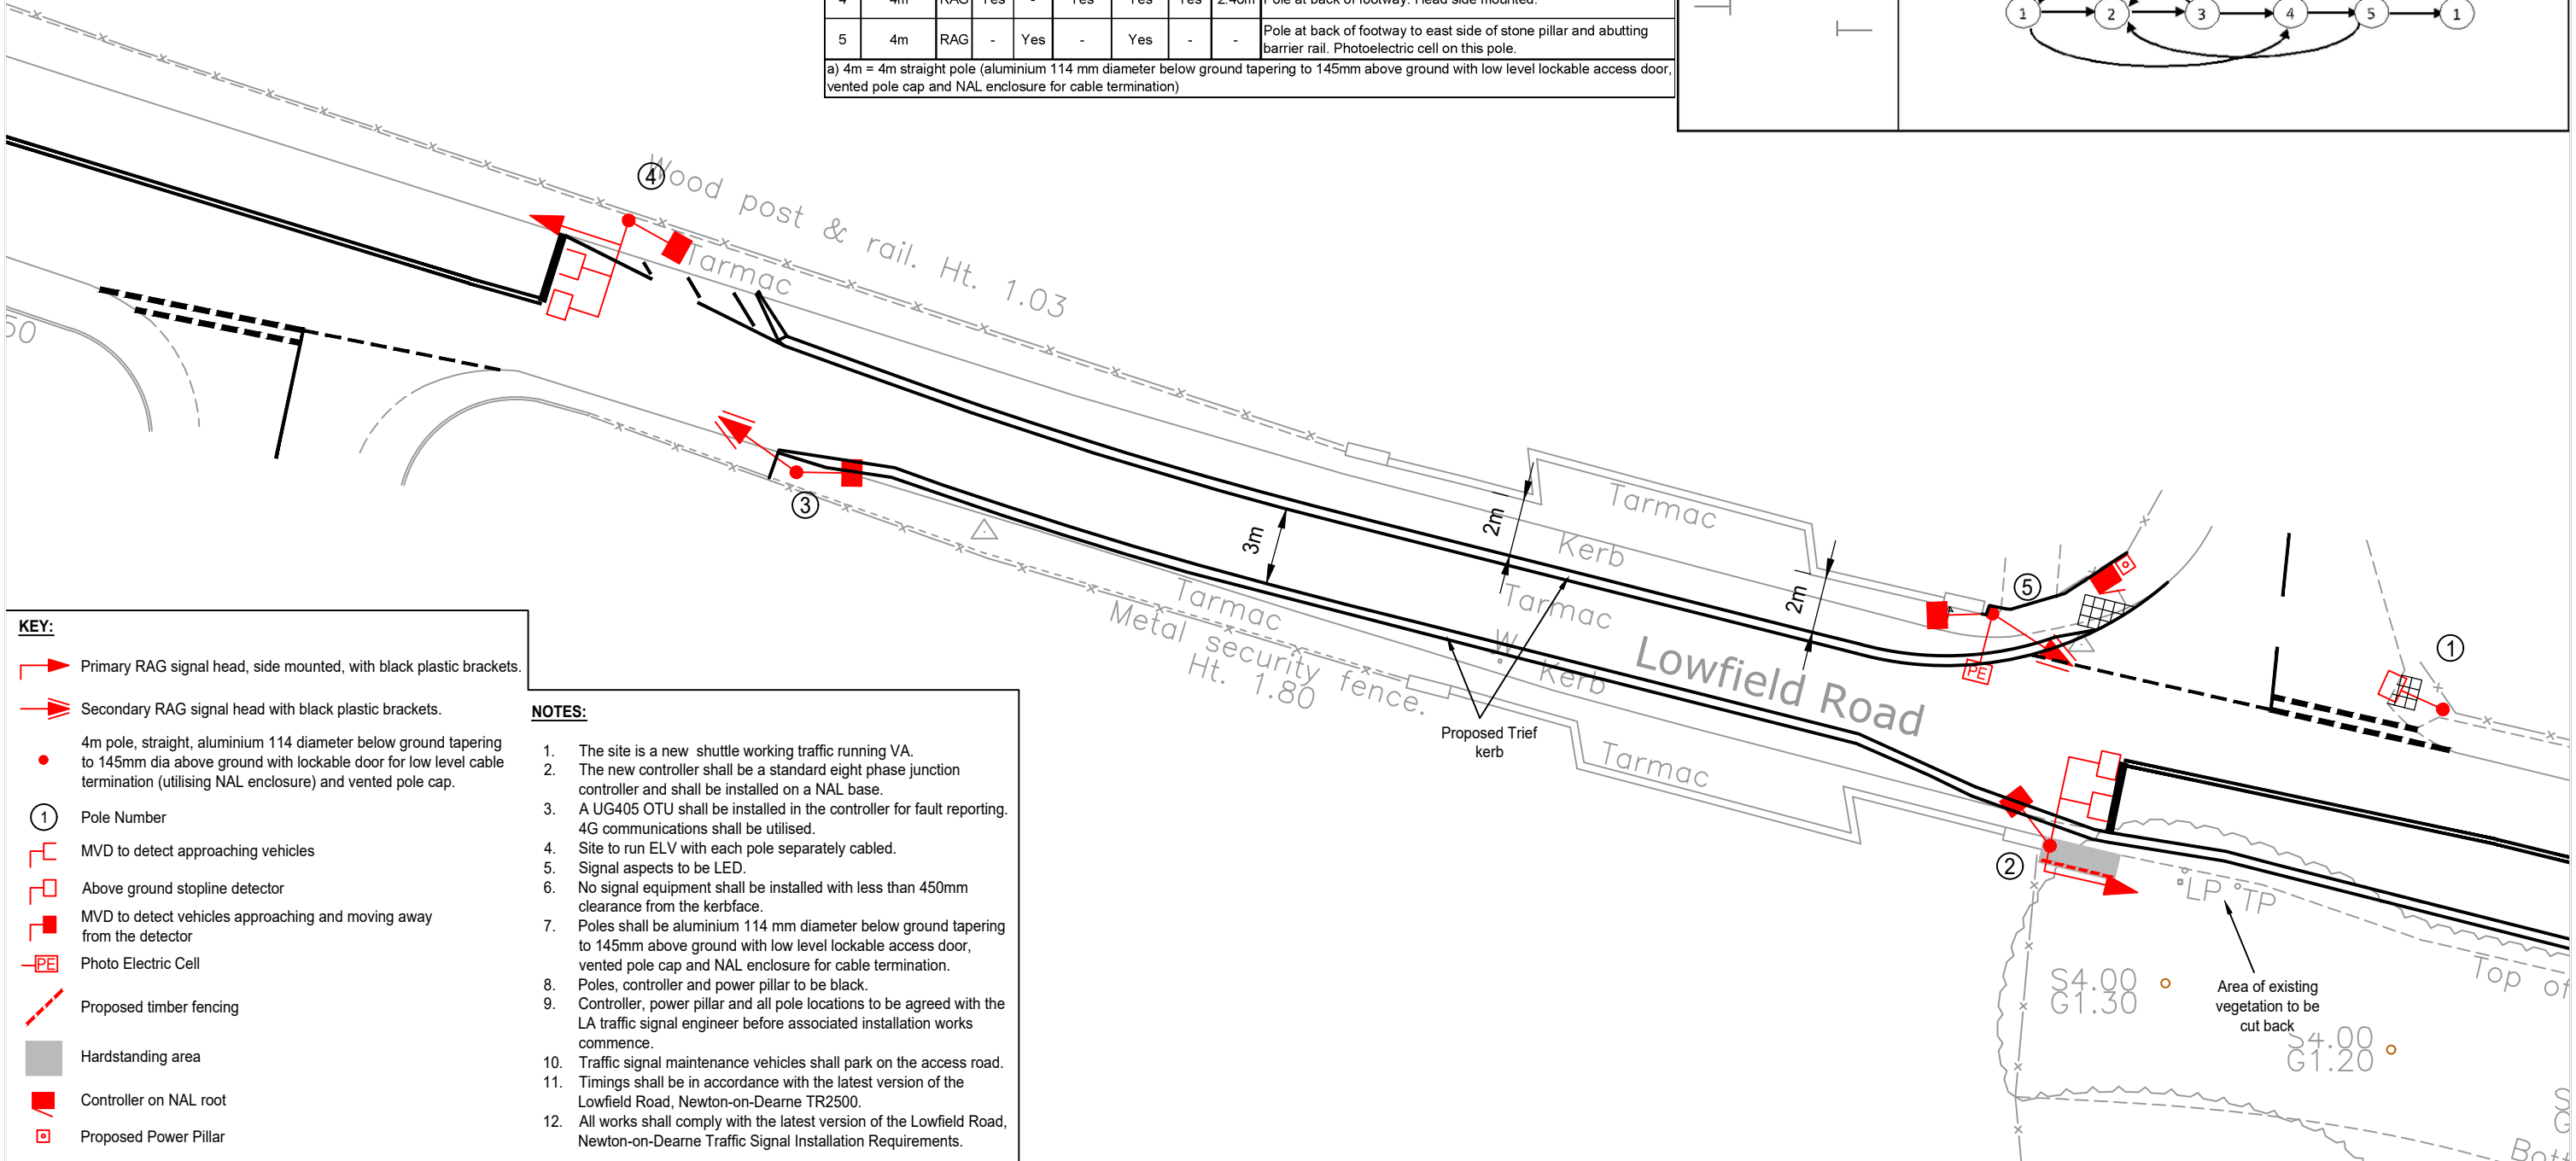 4 4m RAG Yes - Yes Yes Yes 2.40m Pole at back of footway. Head side mounted.
5 4m RAG - Yes - Yes - - Pole at back of footway to east side of stone pillar and abutting
barrier rail. Photoelectric cell on this pole.
a) 4m = 4m straight pole (aluminium 114 mm diameter below ground tapering to 145mm above ground with low level lockable access door,
vented pole cap and NAL enclosure for cable termination)
1 2 3 4 5 1
4
Wood post & rail. Ht. 1.03
Tarmac
50
3
3m
2m
Tarmac
Kerb
2m
5
PE
1
Tarmac
Metal security fence.
Ht. 1.80
Tarmac
W
Kerb
Lowfield Road
Proposed Trief
kerb
Tarmac
2
LP TP
S4.00
G1.30
Area of existing
vegetation to be
cut back
S4.00
G1.20
Top of
S
G
KEY:
Primary RAG signal head, side mounted, with black plastic brackets.
Secondary RAG signal head with black plastic brackets.
4m pole, straight, aluminium 114 diameter below ground tapering
to 145mm dia above ground with lockable door for low level cable
termination (utilising NAL enclosure) and vented pole cap.
1 Pole Number
MVD to detect approaching vehicles
Above ground stopline detector
MVD to detect vehicles approaching and moving away
from the detector
PE Photo Electric Cell
Proposed timber fencing
Hardstanding area
Controller on NAL root
Proposed Power Pillar
NOTES:
1. The site is a new shuttle working traffic running VA.
2. The new controller shall be a standard eight phase junction
controller and shall be installed on a NAL base.
3. A UG405 OTU shall be installed in the controller for fault reporting.
4G communications shall be utilised.
4. Site to run ELV with each pole separately cabled.
5. Signal aspects to be LED.
6. No signal equipment shall be installed with less than 450mm
clearance from the kerbface.
7. Poles shall be aluminium 114 mm diameter below ground tapering
to 145mm above ground with low level lockable access door,
vented pole cap and NAL enclosure for cable termination.
8. Poles, controller and power pillar to be black.
9. Controller, power pillar and all pole locations to be agreed with the
LA traffic signal engineer before associated installation works
commence.
10. Traffic signal maintenance vehicles shall park on the access road.
11. Timings shall be in accordance with the latest version of the
Lowfield Road, Newton-on-Dearne TR2500.
12. All works shall comply with the latest version of the Lowfield Road,
Newton-on-Dearne Traffic Signal Installation Requirements.